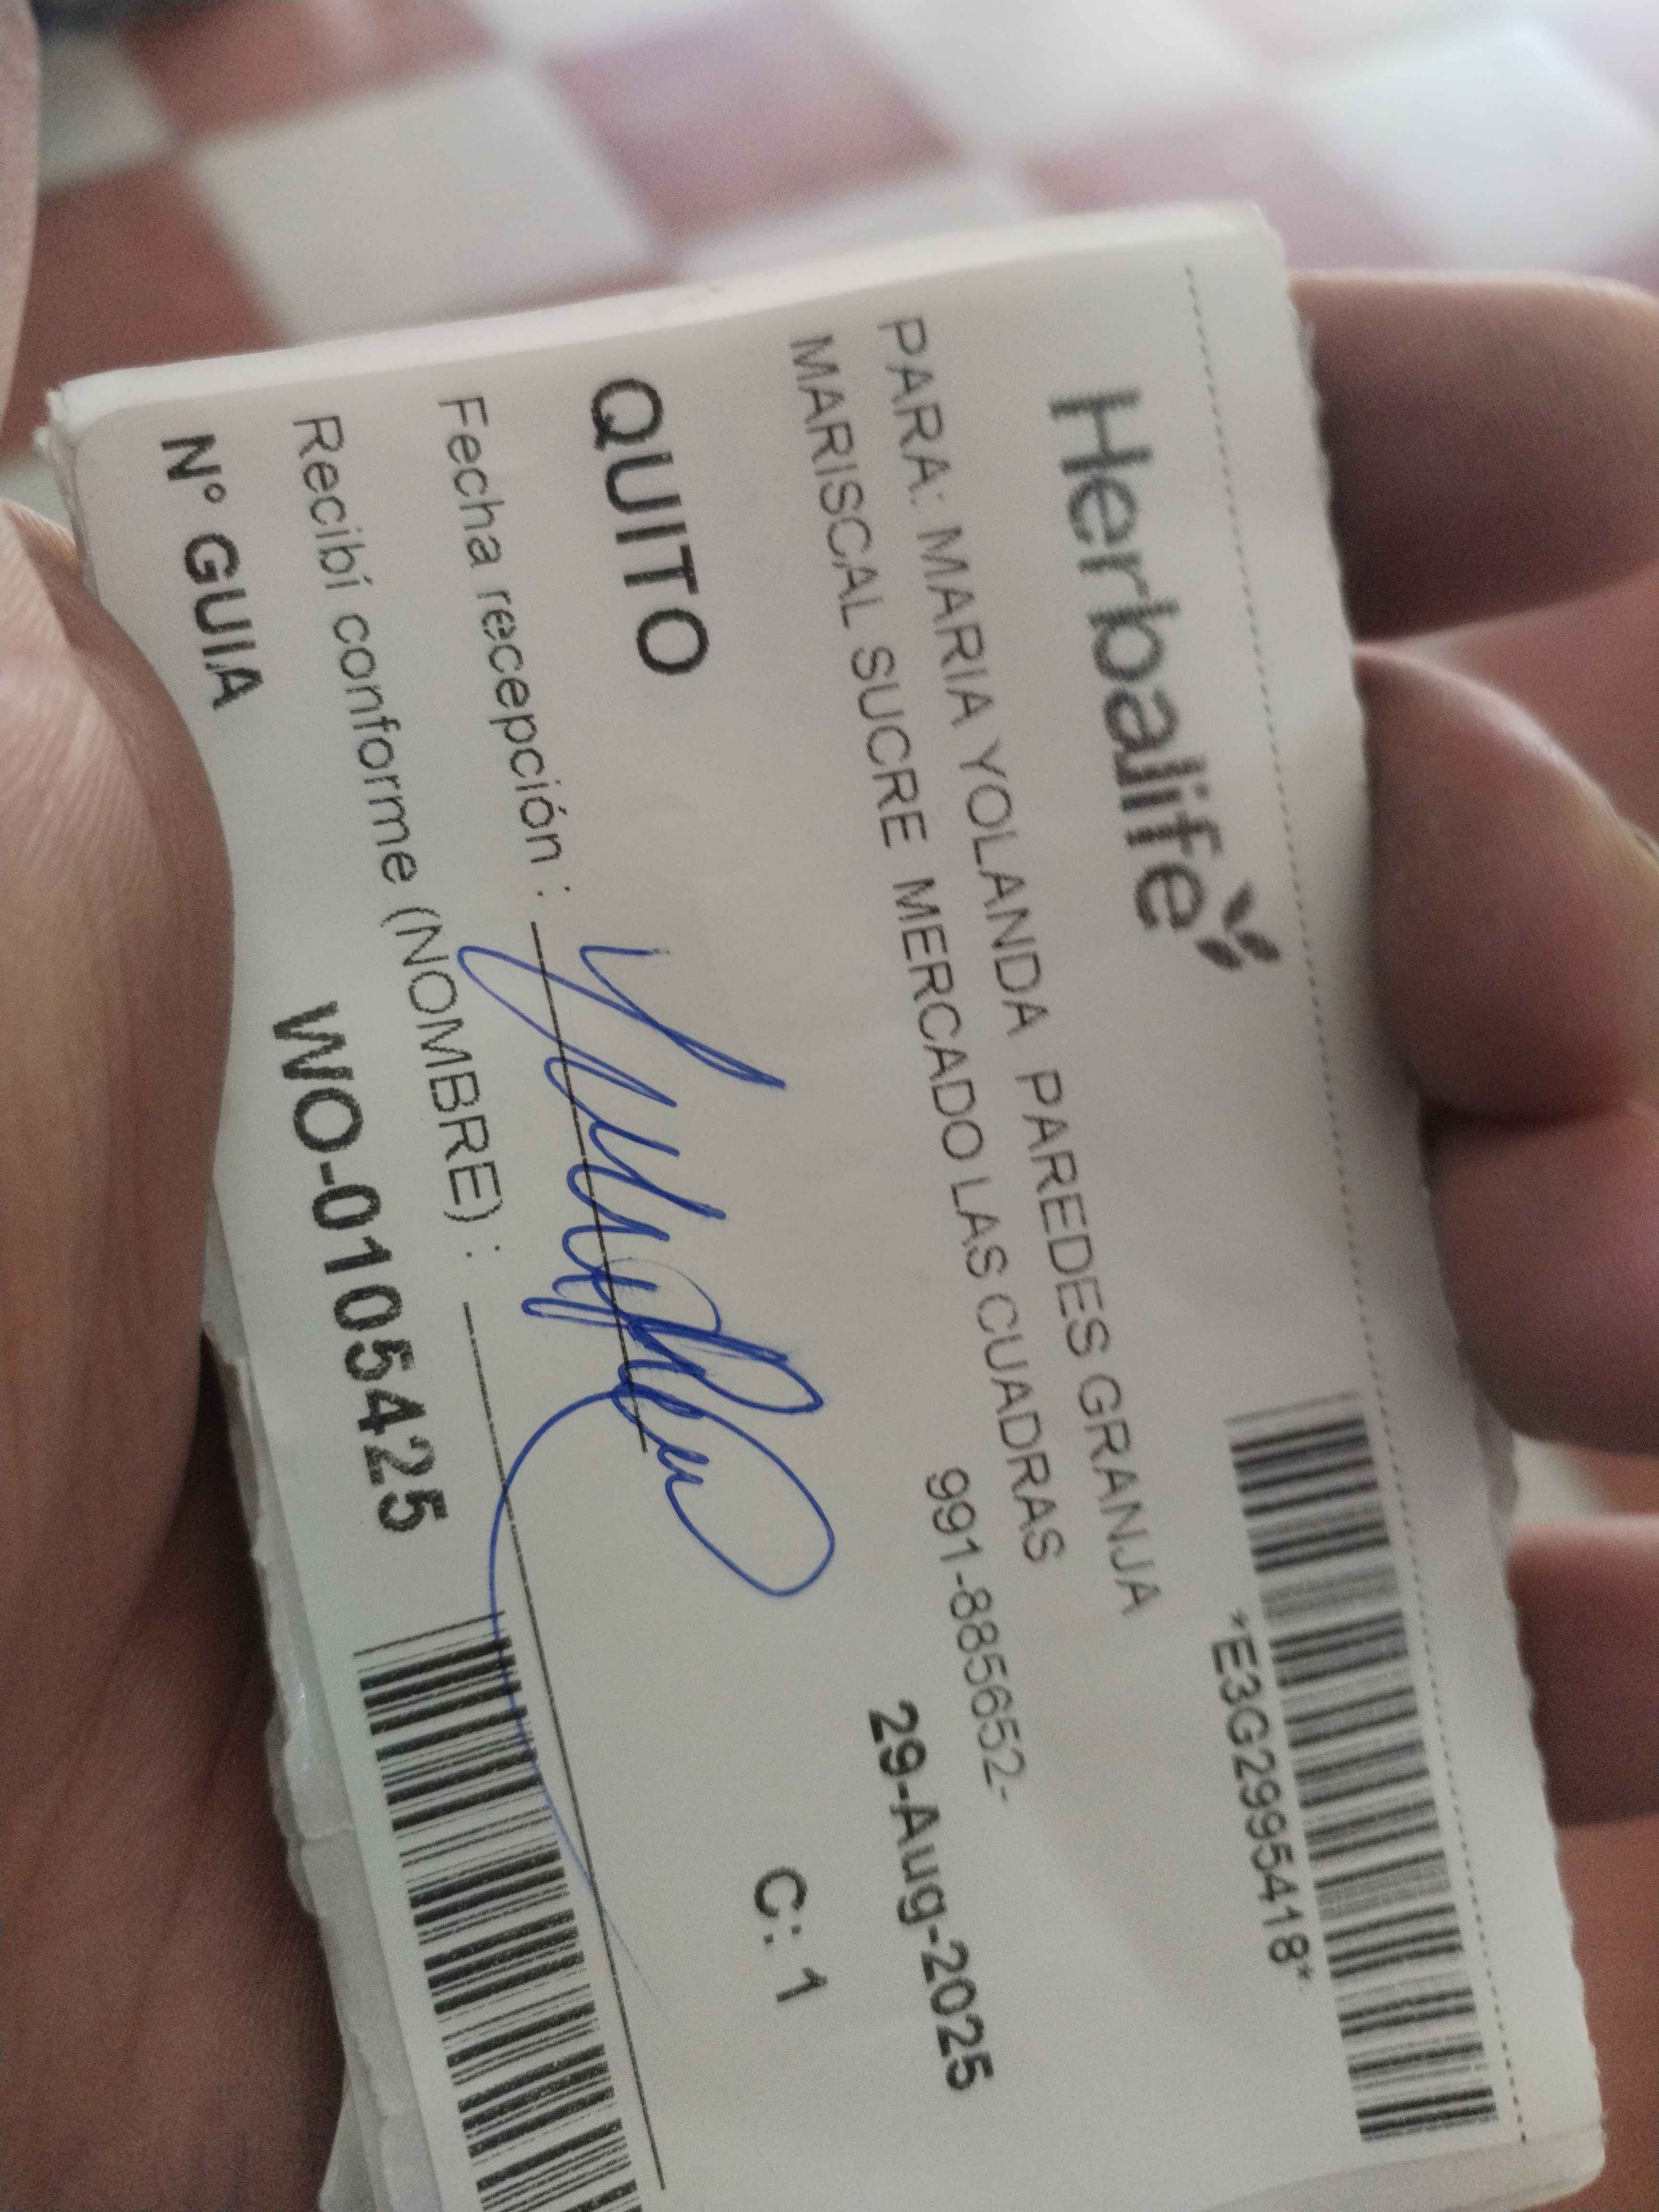 Herbalife
*E3G2995418*
PARA: MARIA YOLANDA PAREDES GRANJA
MARISCAL SUCRE MERCADO LAS CUADRAS
991-885652-
29-Aug-2025
QUITO
C: 1
Fecha recepción :
Recibí conforme (NOMBRE) :
N° GUIA WO-0105425